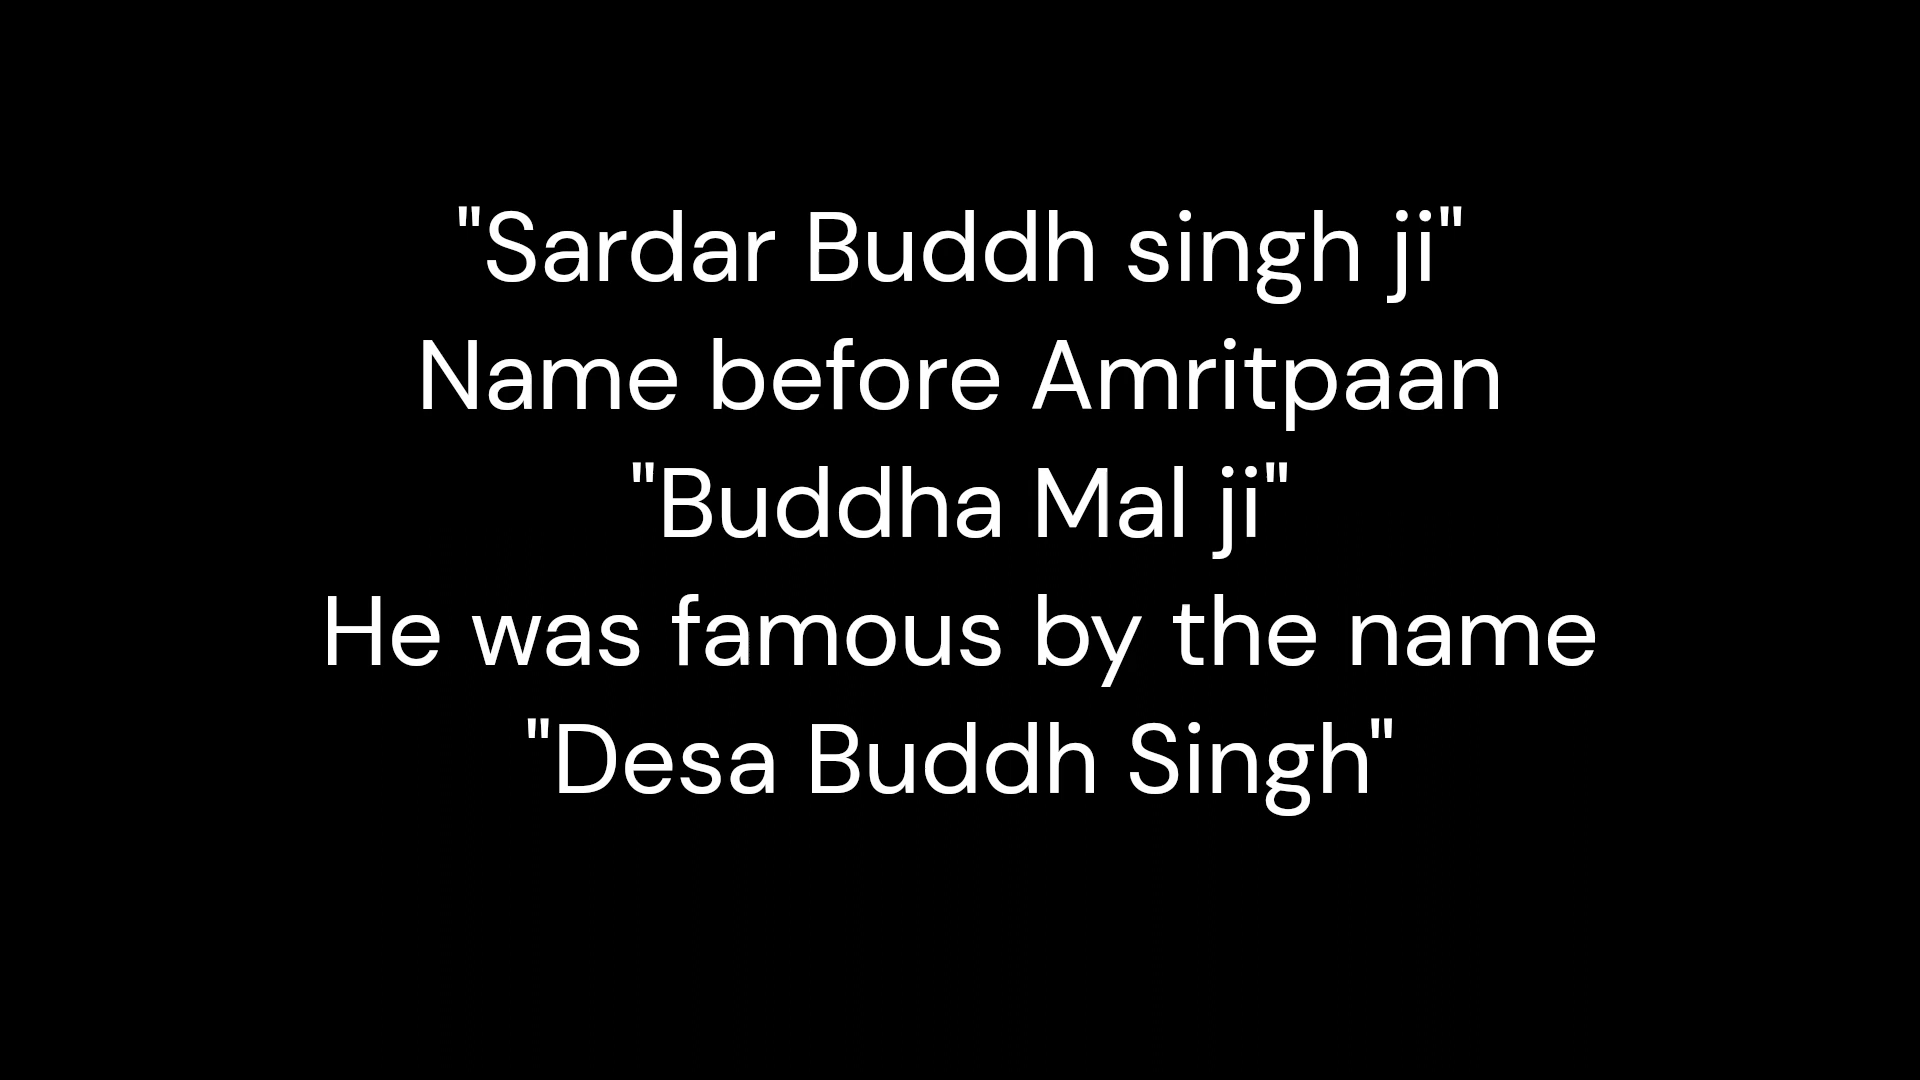 "Sardar Buddh singh ji"
Name before Amritpaan
"Buddha Mal ji"
He was famous by the name
"Desa Buddh Singh"